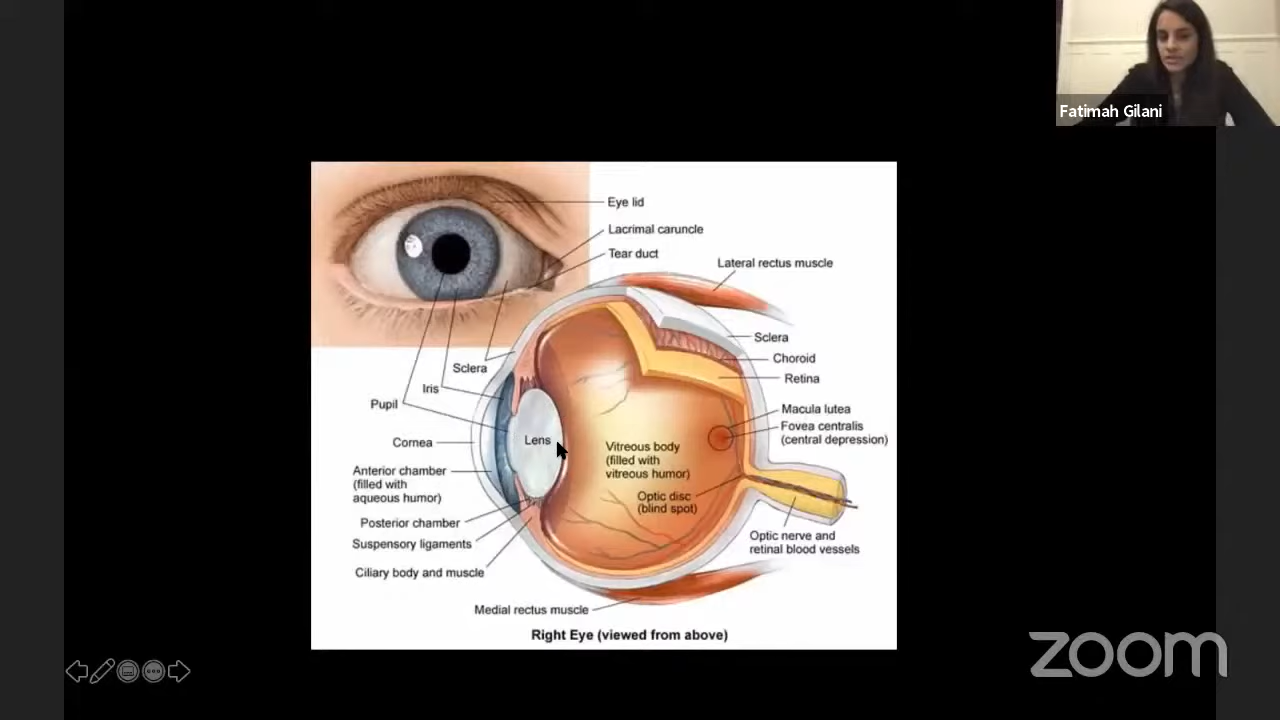 Fatimah Gilani
Eye lid
Lacrimal caruncle
Tear duct
Lateral rectus muscle
Sclera
Choroid
Retina
Macula lutea
Fovea centralis
(central depression)
Sclera
Iris
Pupil
Cornea
Lens
Vitreous body
(filled with
vitreous humor)
Anterior chamber
(filled with
aqueous humor)
Optic disc
(blind spot)
Posterior chamber
Suspensory ligaments
Ciliary body and muscle
Optic nerve and
retinal blood vessels
Medial rectus muscle
Right Eye (viewed from above)
zoom